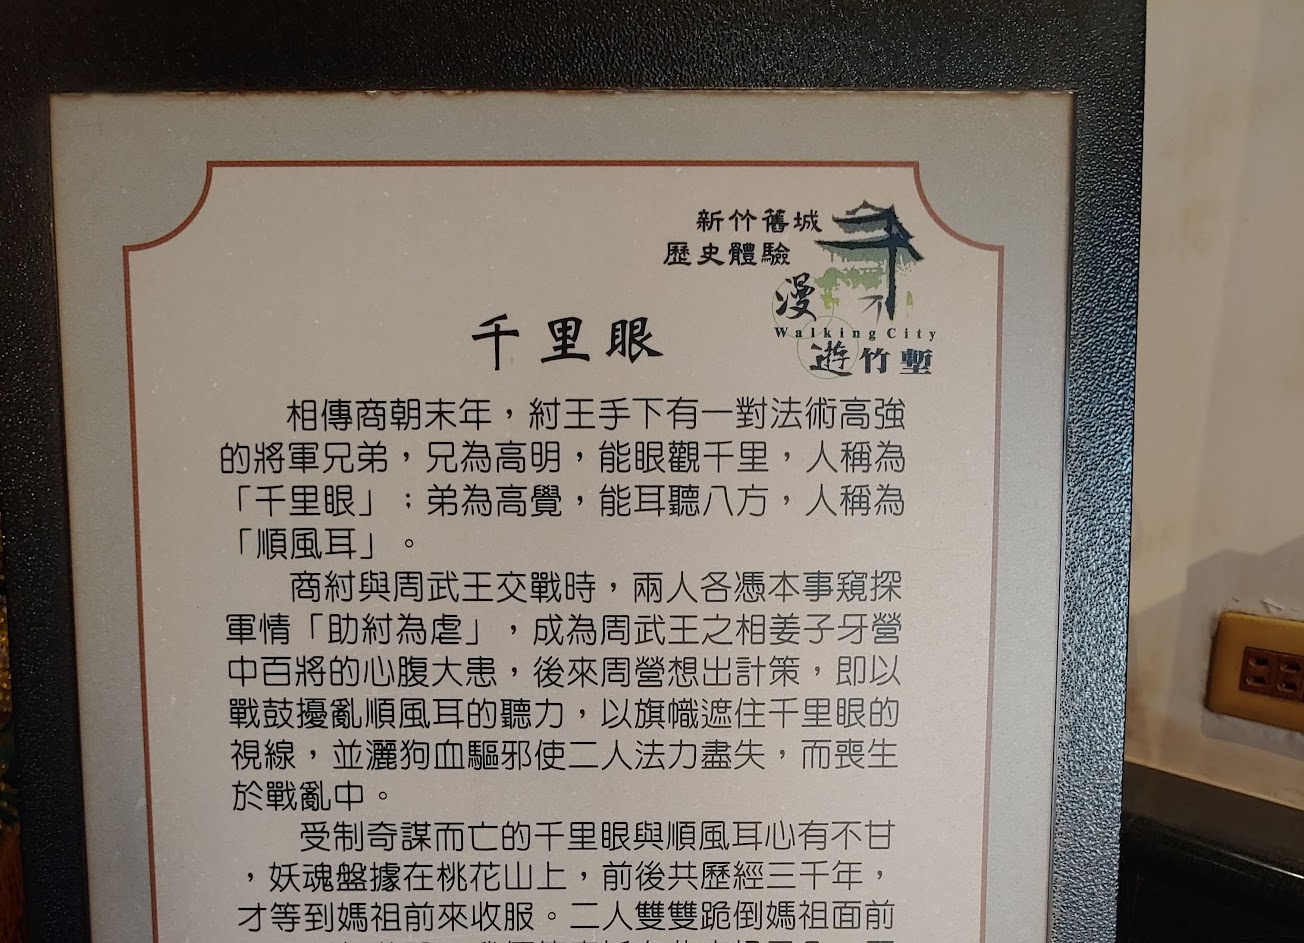 新竹舊城
歷史體驗
漫
Walking City
遊竹塹
千里眼
相傳商朝末年，紂王手下有一對法術高強
的將軍兄弟，兄為高明，能眼觀千里，人稱為
「千里眼」；弟為高覺，能耳聽八方，人稱為
「順風耳」。
商紂與周武王交戰時，兩人各憑本事窺探
軍情「助紂為虐」，成為周武王之相姜子牙營
中百將的心腹大患，後來周營想出計策，即以
戰鼓擾亂順風耳的聽力，以旗幟遮住千里眼的
視線，並灑狗血驅邪使二人法力盡失，而喪生
於戰亂中。
受制奇謀而亡的千里眼與順風耳心有不甘
，妖魂盤據在桃花山上，前後共歷經三千年，
才等到媽祖前來收服。二人雙雙跪倒媽祖面前